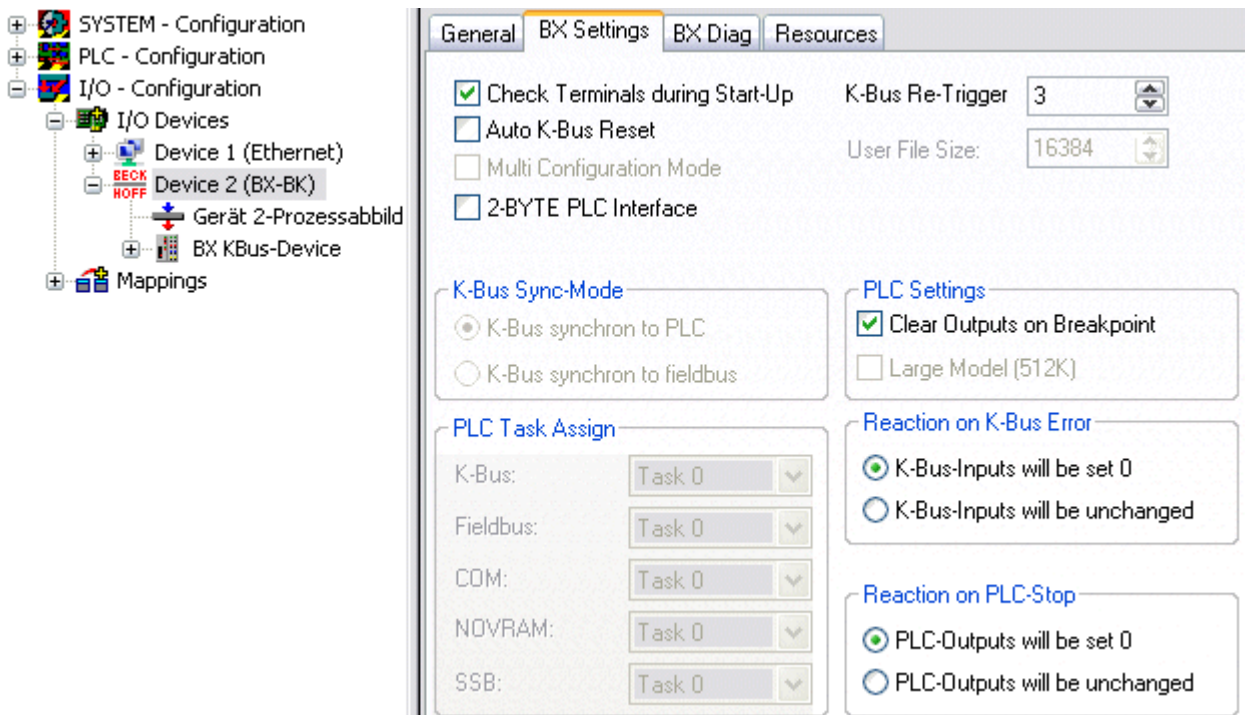 SYSTEM - Configuration
PLC - Configuration
I/O - Configuration
I/O Devices
Device 1 (Ethernet)
BECK
HOFF
Device 2 (BX-BK)
Gerät 2-Prozessabbild
BX KBus-Device
Mappings
General BX Settings BX Diag Resources
Check Terminals during Start-Up K-Bus Re-Trigger 3
Auto K-Bus Reset
User File Size: 16384
Multi Configuration Mode
2-BYTE PLC Interface
K-Bus Sync-Mode
K-Bus synchron to PLC
K-Bus synchron to fieldbus
PLC Settings
Clear Outputs on Breakpoint
Large Model (512K)
PLC Task Assign
K-Bus: Task 0
Fieldbus: Task 0
COM: Task 0
NOVRAM: Task 0
SSB: Task 0
Reaction on K-Bus Error
K-Bus-Inputs will be set 0
K-Bus-Inputs will be unchanged
Reaction on PLC-Stop
PLC-Outputs will be set 0
PLC-Outputs will be unchanged